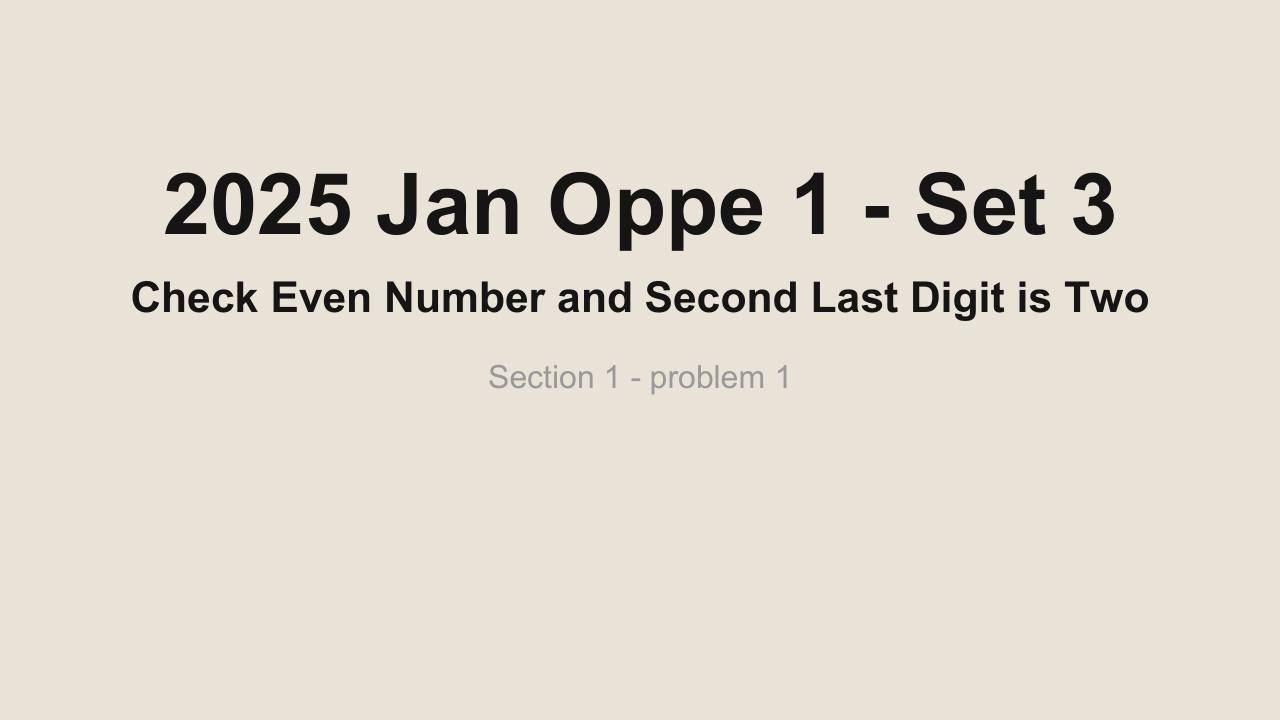 2025 Jan Oppe 1 - Set 3
Check Even Number and Second Last Digit is Two
Section 1 - problem 1